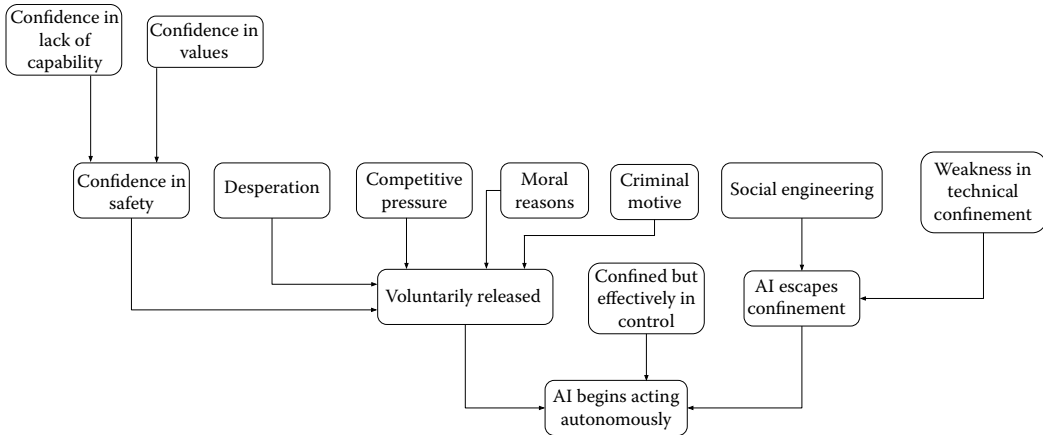 Confidence in
lack of
capability
Confidence in
values
Confidence in
safety
Desperation
Competitive
pressure
Moral
reasons
Criminal
motive
Social engineering
Weakness in
technical
confinement
Voluntarily released
Confined but
effectively in
control
AI escapes
confinement
AI begins acting
autonomously